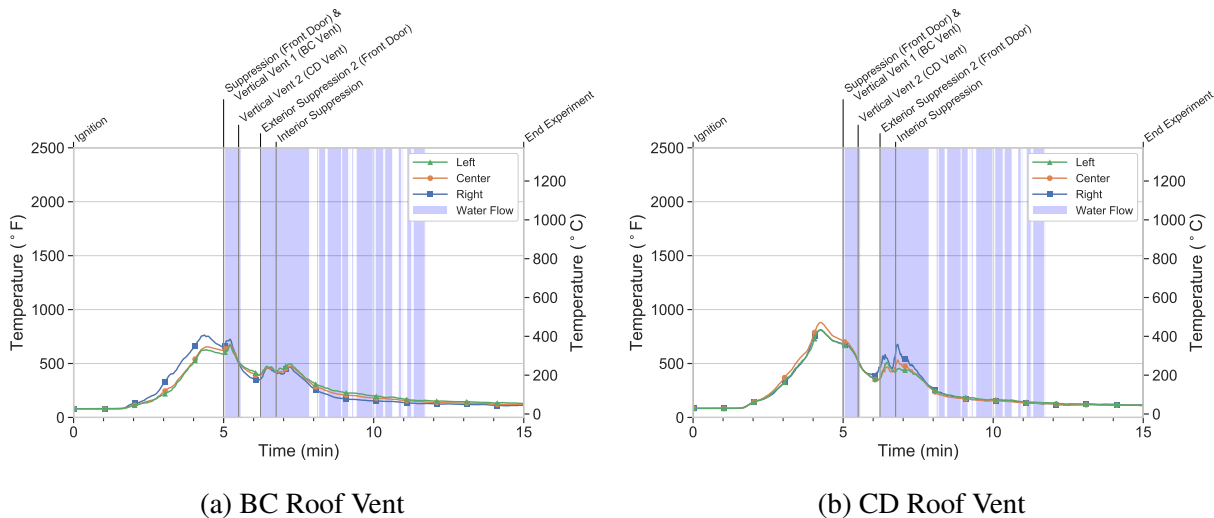 Suppression (Front Door) &
Vertical Vent 1 (BC Vent)
Vertical Vent 2 (CD Vent)
Exterior Suppression 2 (Front Door)
Interior Suppression
Ignition
End Experiment
2500
2000
1500
1000
500
0
Temperature (°F)
1200
1000
800
600
400
200
0
Temperature (°C)
Left
Center
Right
Water Flow
0
5
10
15
Time (min)
(a) BC Roof Vent
Suppression (Front Door) &
Vertical Vent 1 (BC Vent)
Vertical Vent 2 (CD Vent)
Exterior Suppression 2 (Front Door)
Interior Suppression
Ignition
End Experiment
2500
2000
1500
1000
500
0
Temperature (°F)
1200
1000
800
600
400
200
0
Temperature (°C)
Left
Center
Right
Water Flow
0
5
10
15
Time (min)
(b) CD Roof Vent